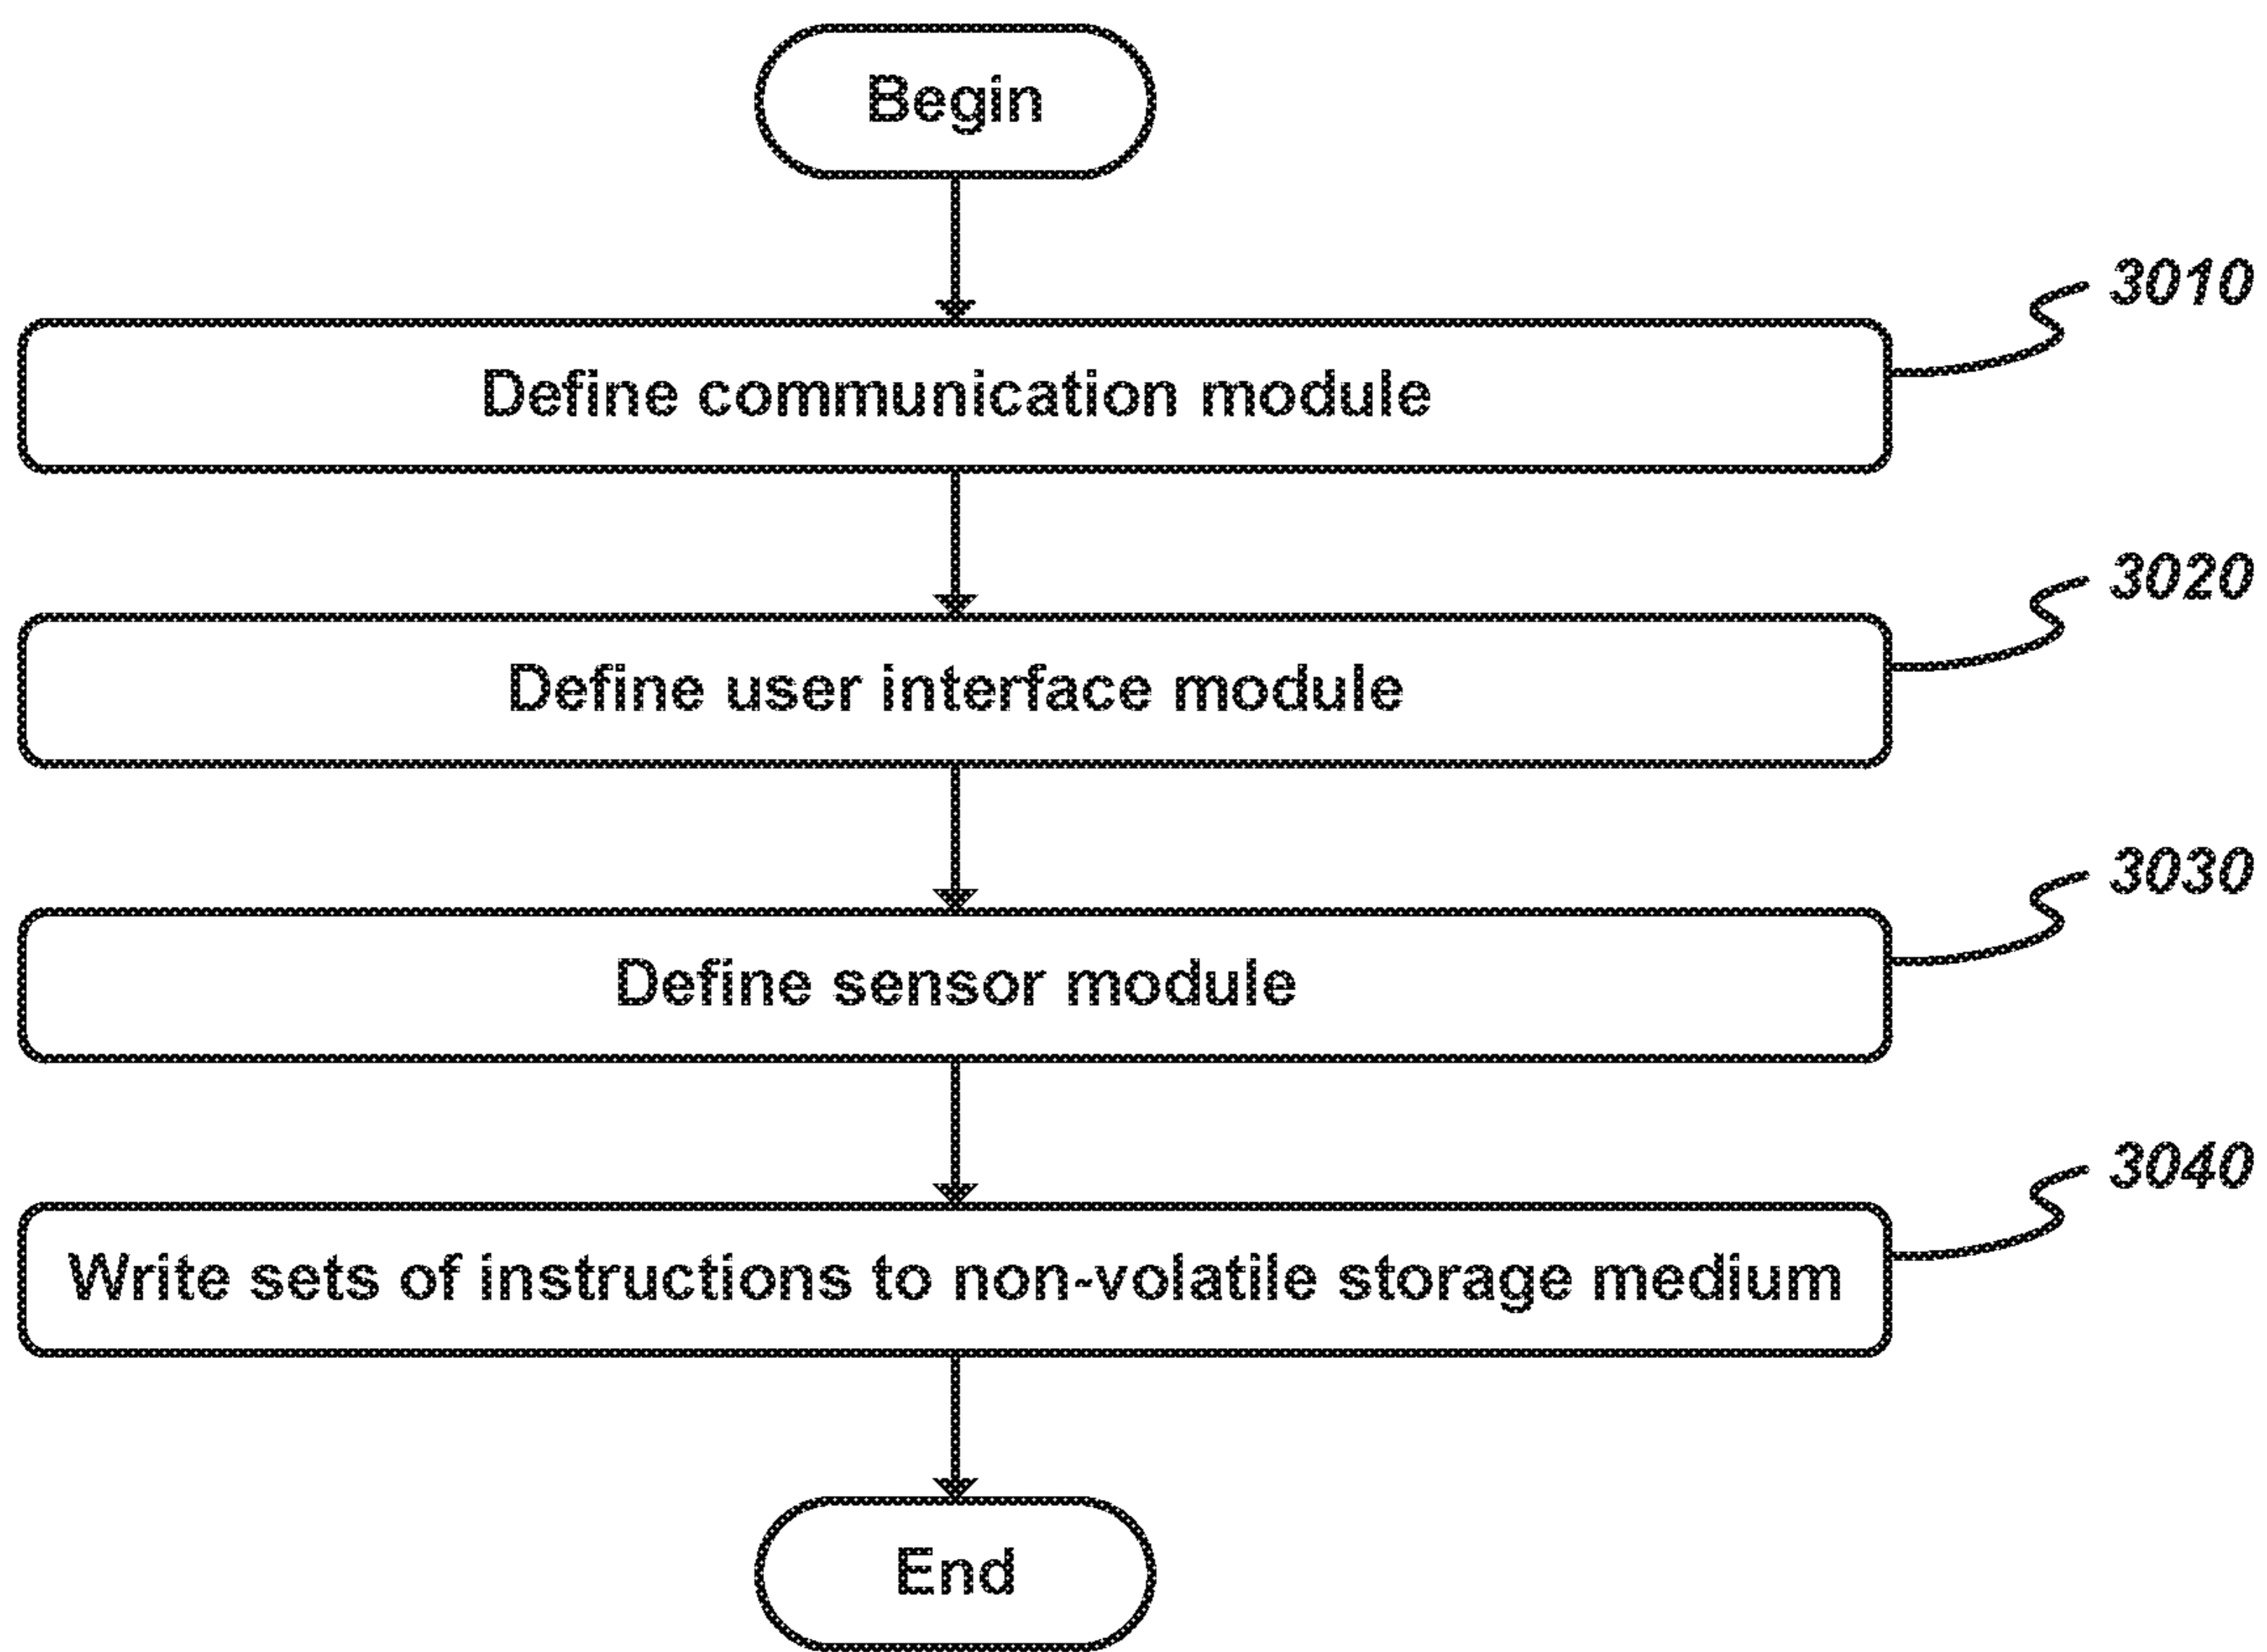 Begin
3010
Define communication module
3020
Define user interface module
3030
Define sensor module
3040
Write sets of instructions to non-volatile storage medium
End